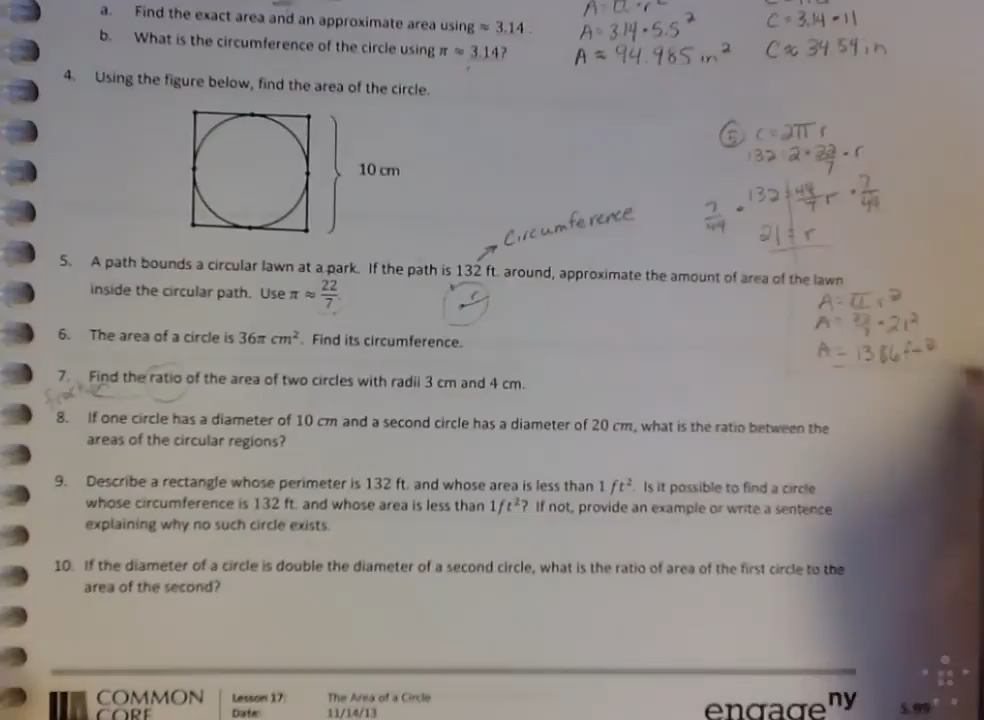 a. Find the exact area and an approximate area using ≈ 3.14.
b. What is the circumference of the circle using π ≈ 3.14?
A = 3.14 • 5.5²
A ≈ 94.985 in²
C = 3.14 • 11
C ≈ 34.54 in
4. Using the figure below, find the area of the circle.
10 cm
⑤ C = 2π r
132 = 2 • 22/7 • r
7/44 • 132 = 44/7 r • 7/44
21 = r
Circumference
5. A path bounds a circular lawn at a park. If the path is 132 ft. around, approximate the amount of area of the lawn
inside the circular path. Use π ≈ 22/7.
r
A = π r²
A = 22/7 • 21²
A = 1386 ft²
6. The area of a circle is 36π cm². Find its circumference.
7. Find the ratio of the area of two circles with radii 3 cm and 4 cm.
fraction
8. If one circle has a diameter of 10 cm and a second circle has a diameter of 20 cm, what is the ratio between the
areas of the circular regions?
9. Describe a rectangle whose perimeter is 132 ft. and whose area is less than 1 ft². Is it possible to find a circle
whose circumference is 132 ft. and whose area is less than 1 ft²? If not, provide an example or write a sentence
explaining why no such circle exists.
10. If the diameter of a circle is double the diameter of a second circle, what is the ratio of area of the first circle to the
area of the second?
COMMON
CORE
Lesson 17:
Date:
The Area of a Circle
11/14/13
engage ny